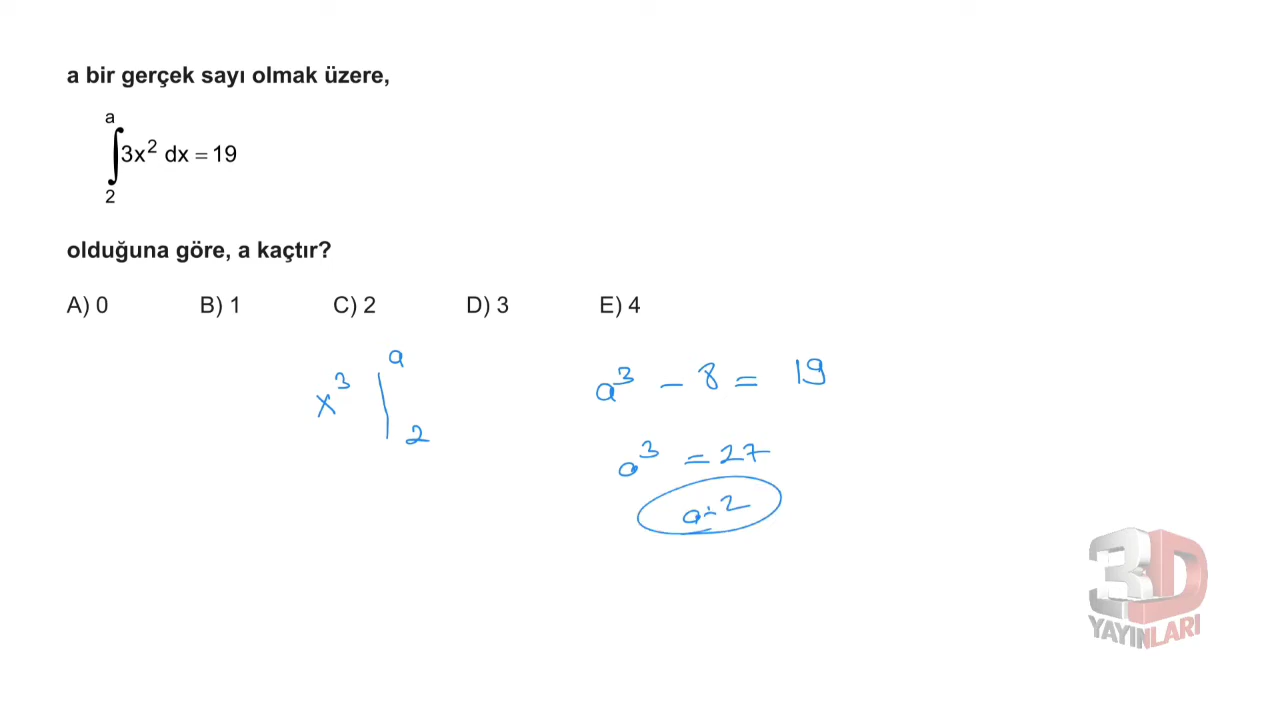 a bir gerçek sayı olmak üzere,
a
∫3x² dx = 19
2
olduğuna göre, a kaçtır?
A) 0 B) 1 C) 2 D) 3 E) 4
x³ | a
2
a³ - 8 = 19
a³ = 27
a=2
3D
YAYINLARI